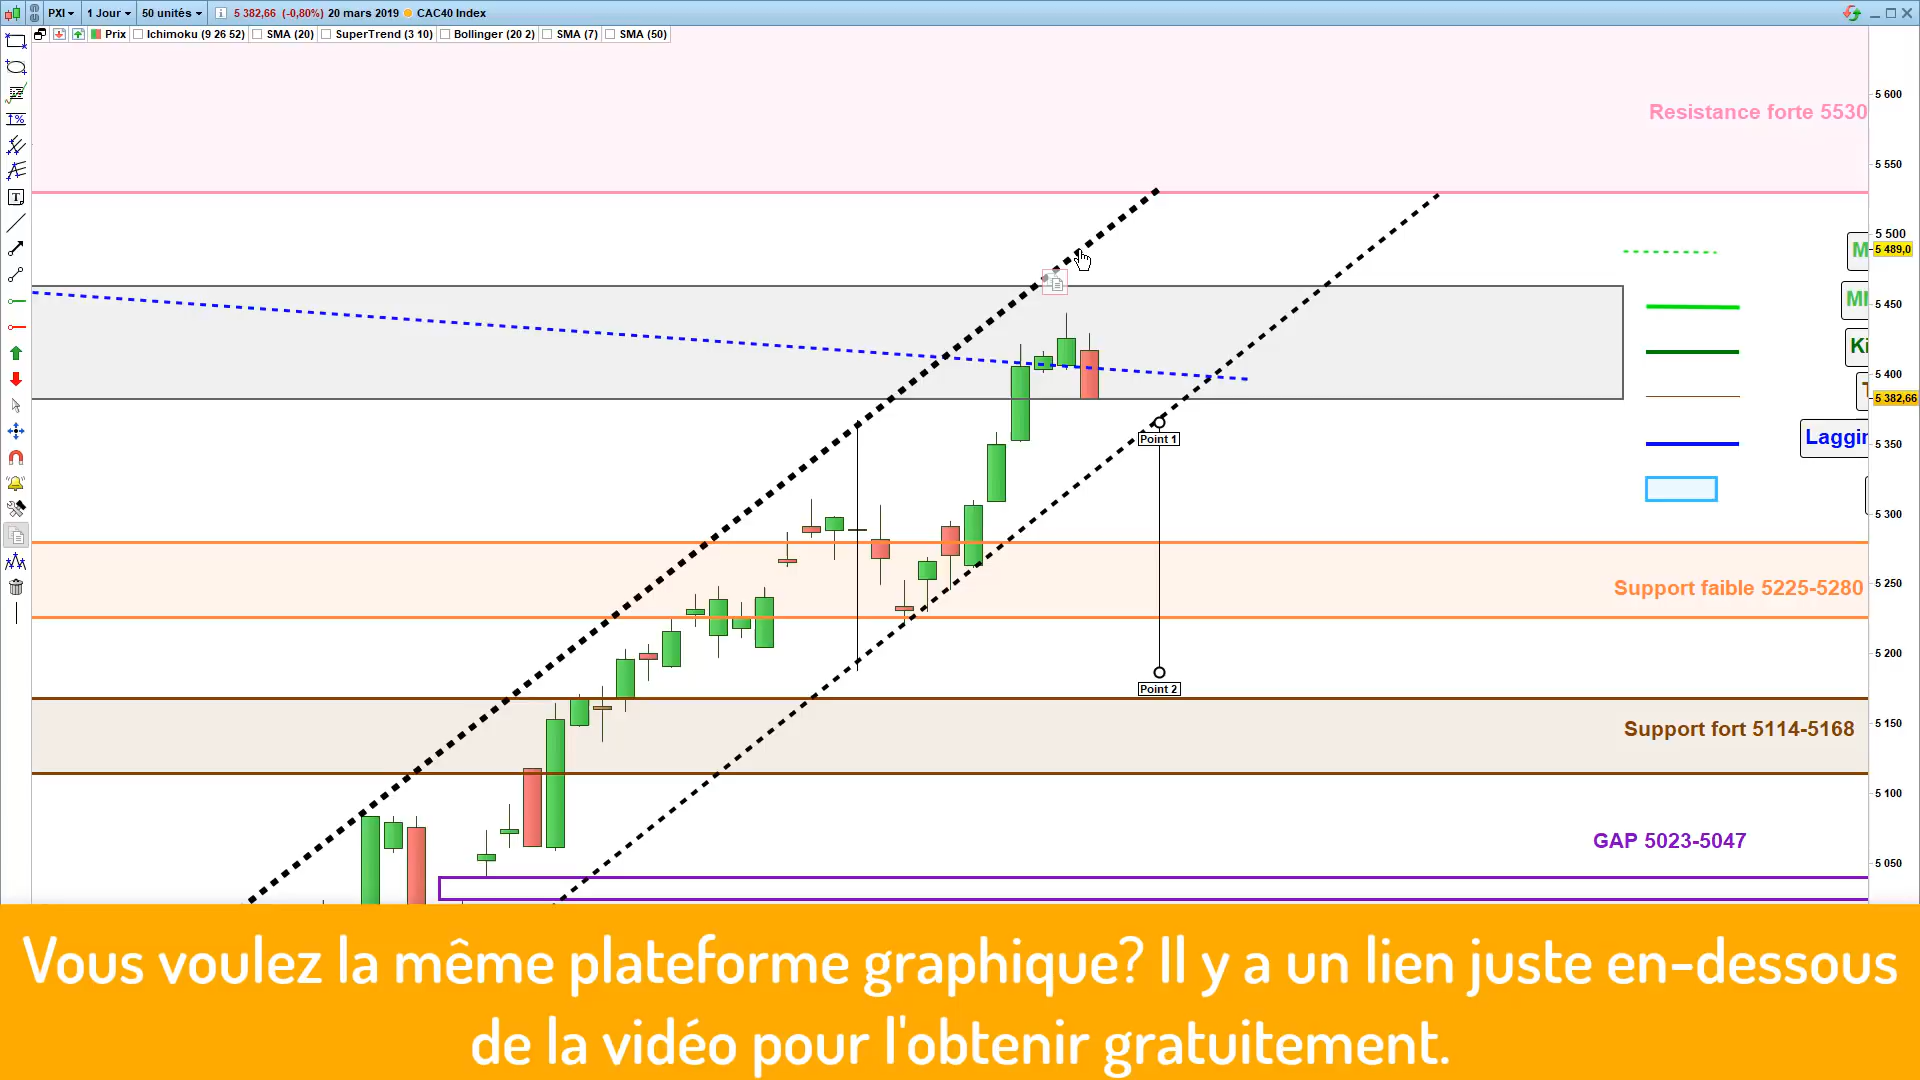 PXI 1 Jour 50 unités 5 382,66 (-0,80%) 20 mars 2019 CAC40 Index
Prix Ichimoku (9 26 52) SMA (20) SuperTrend (3 10) Bollinger (20 2) SMA (7) SMA (50)
5 600
Resistance forte 5530
5 550
5 500
5 489,0
5 450
Ki
5 400
5 382,66
Point 1
Laggin
5 350
5 300
5 250
Support faible 5225-5280
5 200
Point 2
Support fort 5114-5168
5 150
5 100
GAP 5023-5047
5 050
Vous voulez la même plateforme graphique? Il y a un lien juste en-dessous
de la vidéo pour l'obtenir gratuitement.